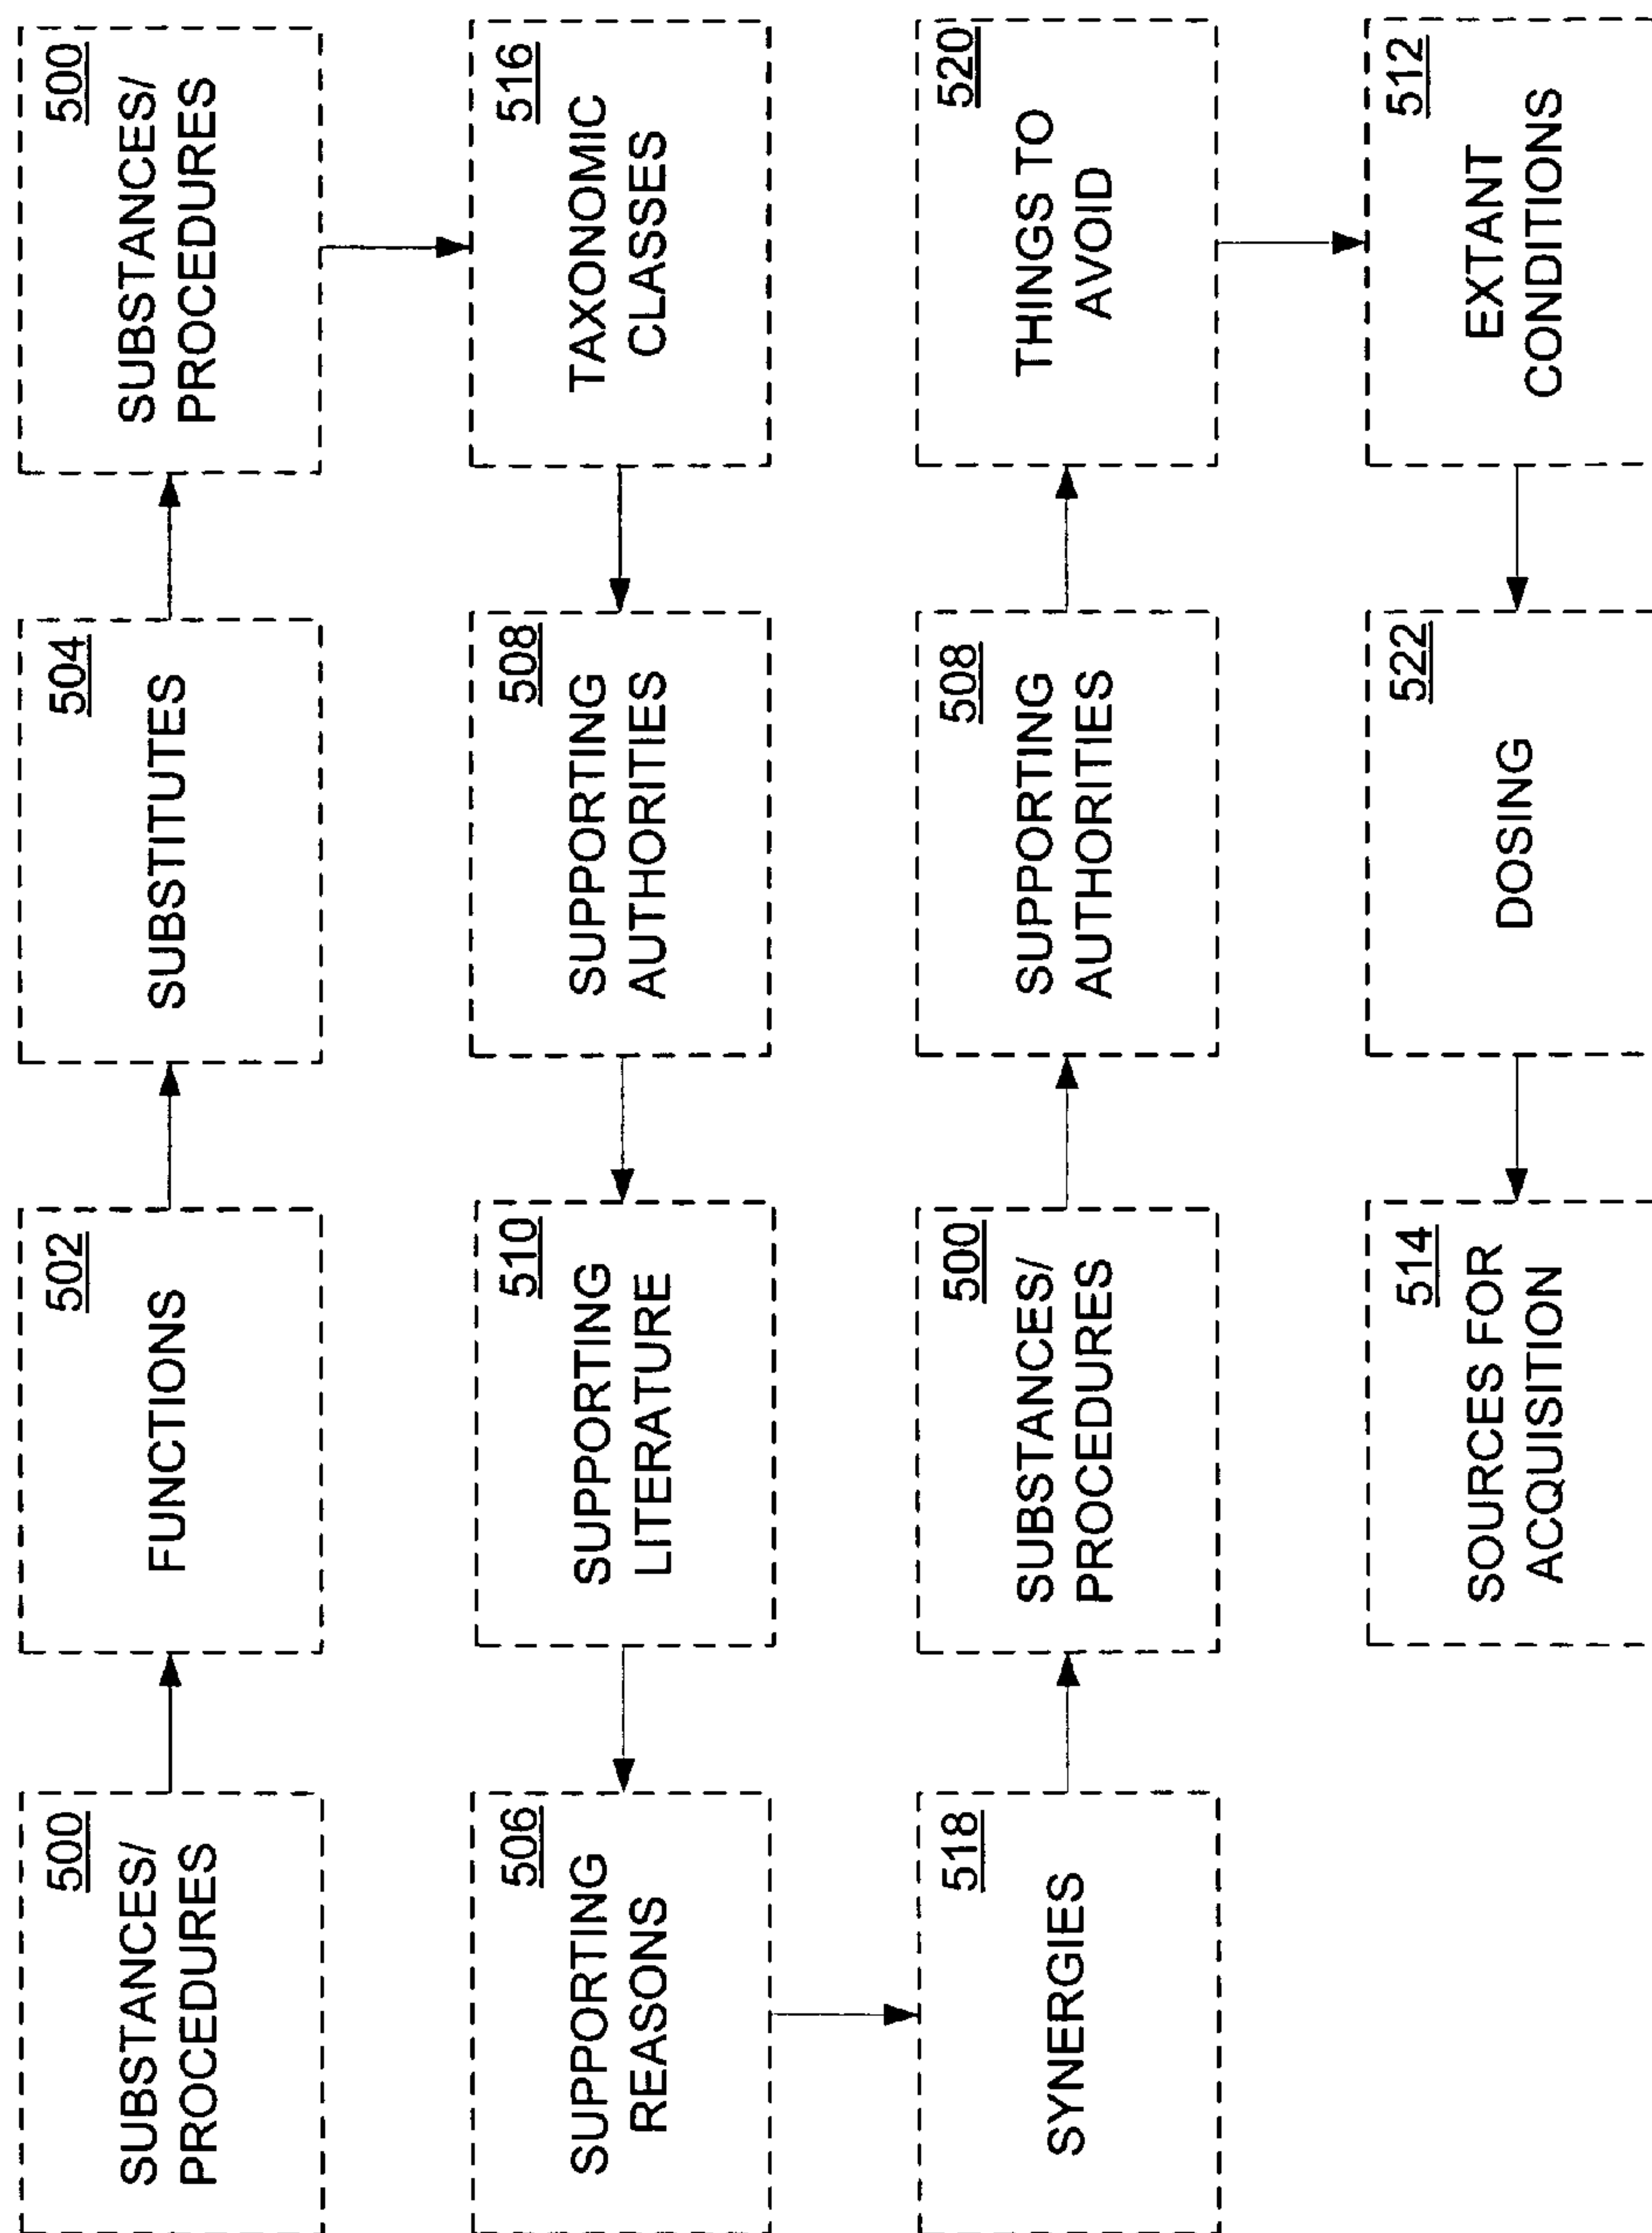 500
SUBSTANCES/
PROCEDURES
502
FUNCTIONS
504
SUBSTITUTES
500
SUBSTANCES/
PROCEDURES
506
SUPPORTING
REASONS
510
SUPPORTING
LITERATURE
508
SUPPORTING
AUTHORITIES
516
TAXONOMIC
CLASSES
518
SYNERGIES
500
SUBSTANCES/
PROCEDURES
508
SUPPORTING
AUTHORITIES
520
THINGS TO
AVOID
514
SOURCES FOR
ACQUISITION
522
DOSING
512
EXTANT
CONDITIONS